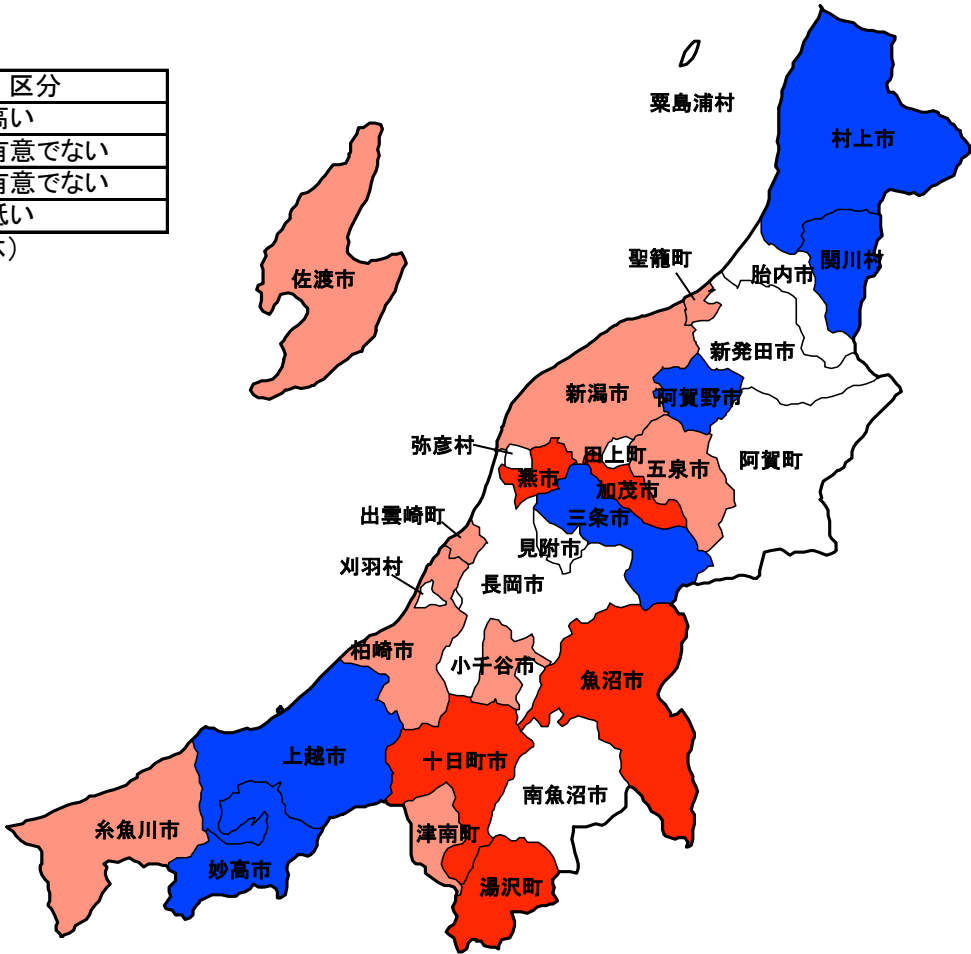 区分
高い
有意でない
有意でない
低い
)
粟島浦村
村上市
関川村
胎内市
聖籠町
佐渡市
新発田市
新潟市
阿賀野市
弥彦村
田上町
五泉市
阿賀町
燕市
加茂市
三条市
出雲崎町
見附市
刈羽村
長岡市
柏崎市
小千谷市
魚沼市
上越市
十日町市
南魚沼市
糸魚川市
津南町
妙高市
湯沢町